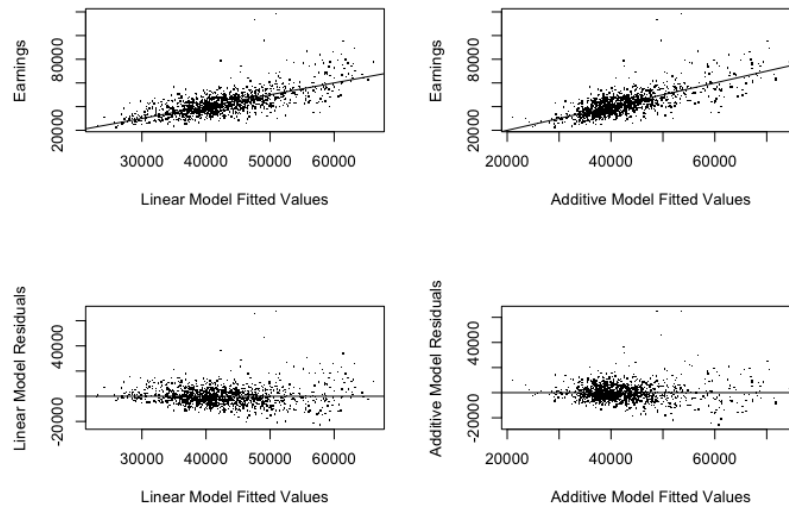 Earnings
20000 80000
30000 40000 50000 60000
Linear Model Fitted Values
Earnings
20000 80000
20000 40000 60000
Additive Model Fitted Values
Linear Model Residuals
-20000 40000
30000 40000 50000 60000
Linear Model Fitted Values
Additive Model Residuals
-20000 40000
20000 40000 60000
Additive Model Fitted Values